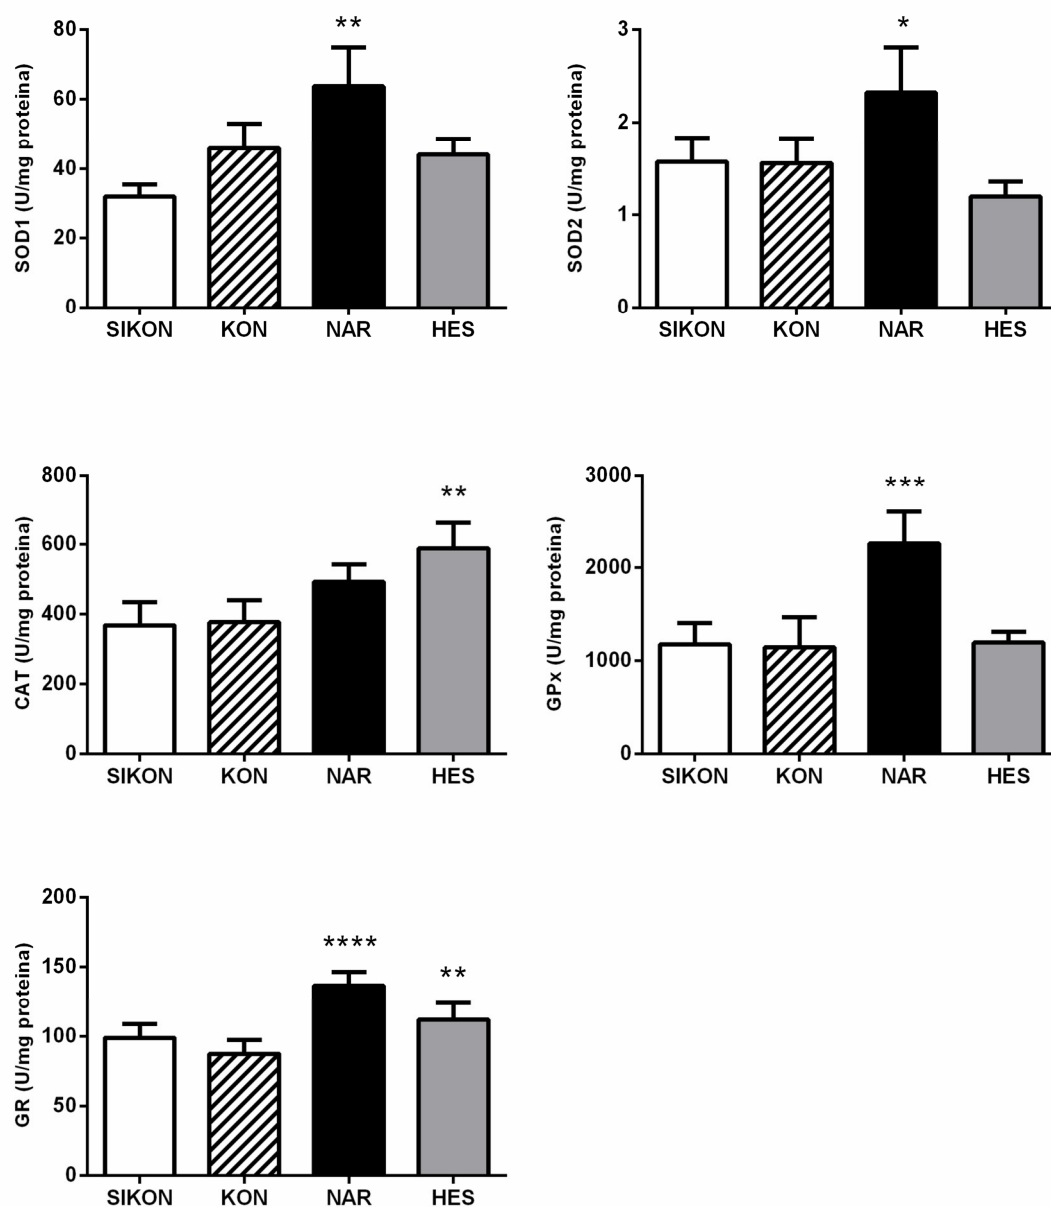 SOD1 (U/mg proteina)
80
60
40
20
0
**
SIKON KON NAR HES
SOD2 (U/mg proteina)
3
2
1
0
*
SIKON KON NAR HES
CAT (U/mg proteina)
800
600
400
200
0
**
SIKON KON NAR HES
GPx (U/mg proteina)
3000
2000
1000
0
***
SIKON KON NAR HES
GR (U/mg proteina)
200
150
100
50
0
****
**
SIKON KON NAR HES